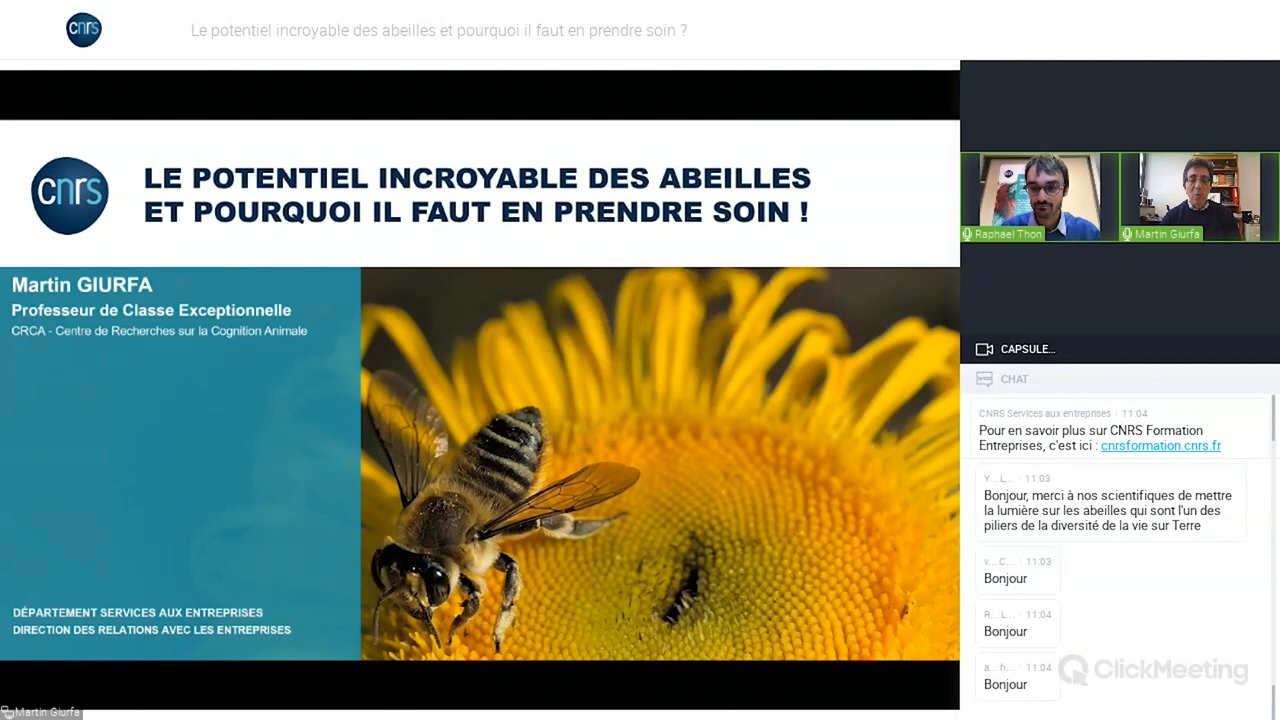 cnrs
Le potentiel incroyable des abeilles et pourquoi il faut en prendre soin ?
cnrs
LE POTENTIEL INCROYABLE DES ABEILLES
ET POURQUOI IL FAUT EN PRENDRE SOIN !
Martin GIURFA
Professeur de Classe Exceptionnelle
CRCA - Centre de Recherches sur la Cognition Animale
DÉPARTEMENT SERVICES AUX ENTREPRISES
DIRECTION DES RELATIONS AVEC LES ENTREPRISES
Martin Giurfa
Raphael Thon
Martin Giurfa
CAPSULE...
CHAT
CNRS Services aux entreprises 11:04
Pour en savoir plus sur CNRS Formation
Entreprises, c'est ici : cnrsformation.cnrs.fr
Y... L... 11:03
Bonjour, merci à nos scientifiques de mettre
la lumière sur les abeilles qui sont l'un des
piliers de la diversité de la vie sur Terre
v... C... 11:03
Bonjour
R... L... 11:04
Bonjour
a... h... 11:04
Bonjour
ClickMeeting